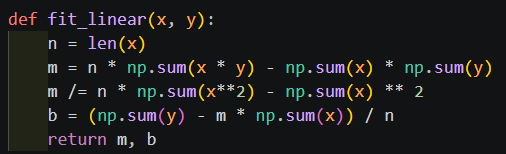 def fit_linear(x, y):
    n = len(x)
    m = n * np.sum(x * y) - np.sum(x) * np.sum(y)
    m /= n * np.sum(x**2) - np.sum(x) ** 2
    b = (np.sum(y) - m * np.sum(x)) / n
    return m, b